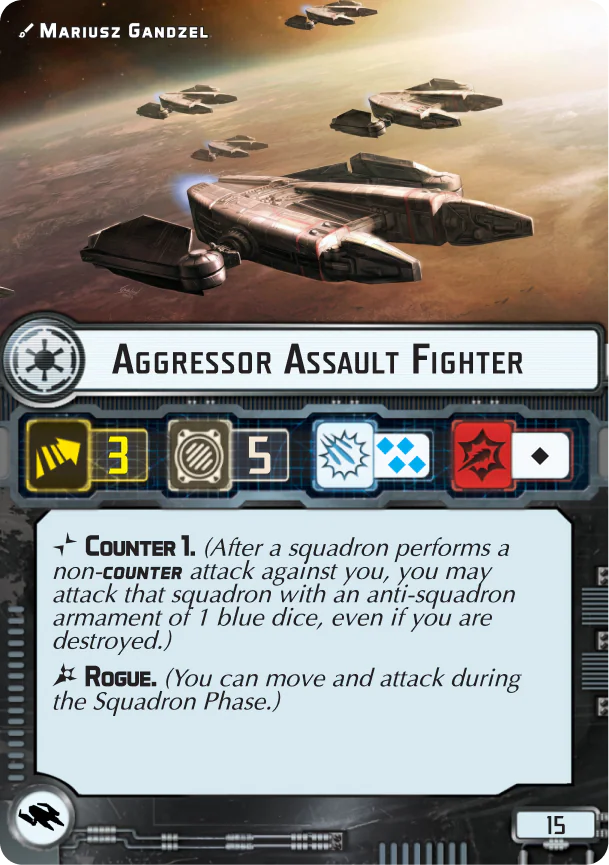 Mariusz Gandzel
Aggressor Assault Fighter
3 5
Counter 1. (After a squadron performs a
non-counter attack against you, you may
attack that squadron with an anti-squadron
armament of 1 blue dice, even if you are
destroyed.)
Rogue. (You can move and attack during
the Squadron Phase.)
15